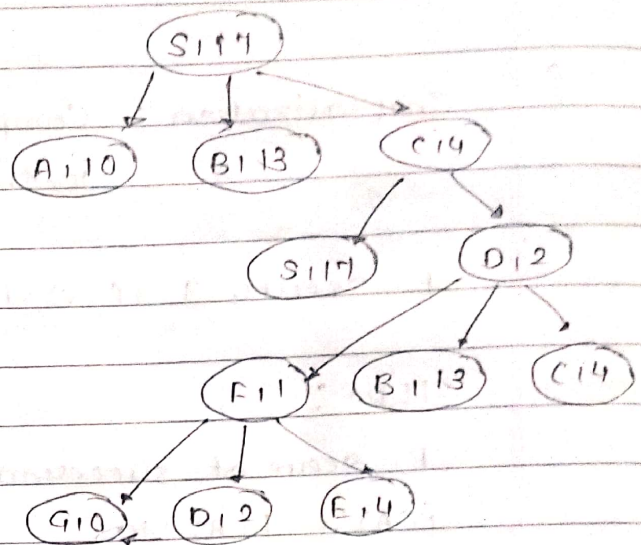 S, 17
A, 10 B, 13 C, 4
S, 17 D, 2
F, 1 B, 13 C, 4
G, 0 D, 2 E, 4